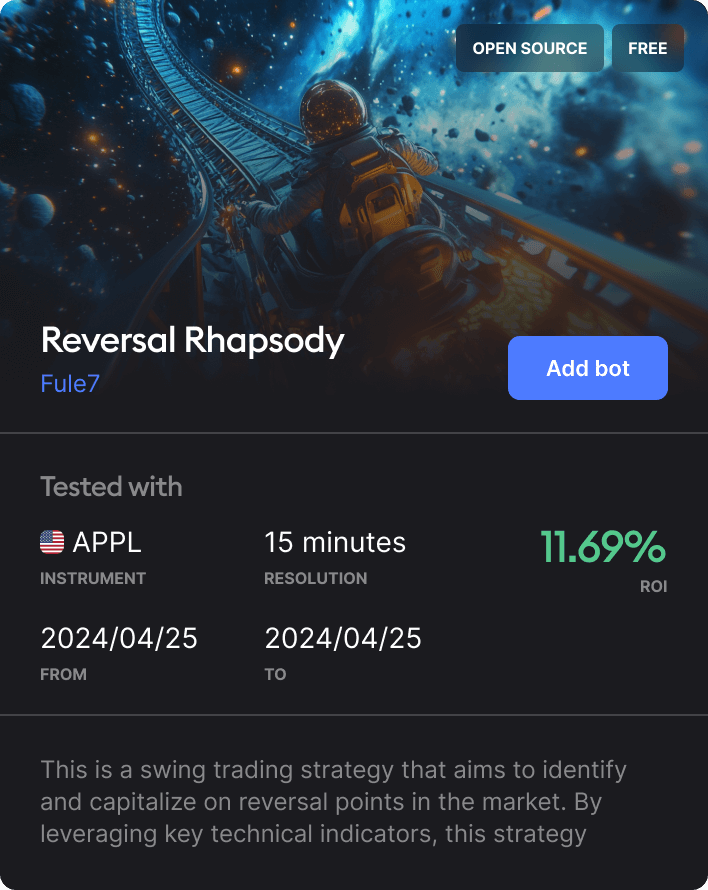 OPEN SOURCE FREE
Reversal Rhapsody
Fule7
Add bot
Tested with
APPL 15 minutes 11.69%
INSTRUMENT RESOLUTION ROI
2024/04/25 2024/04/25
FROM TO
This is a swing trading strategy that aims to identify
and capitalize on reversal points in the market. By
leveraging key technical indicators, this strategy